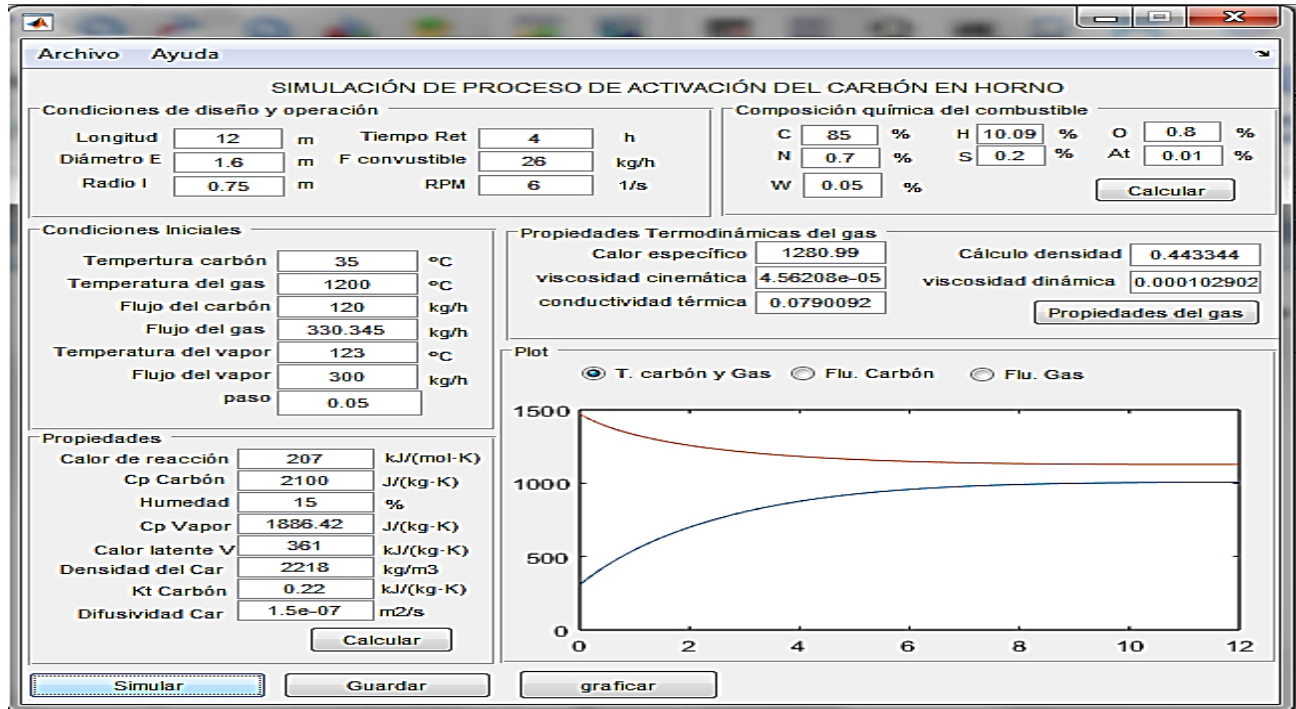 Archivo Ayuda
SIMULACIÓN DE PROCESO DE ACTIVACIÓN DEL CARBÓN EN HORNO
Condiciones de diseño y operación
Longitud 12 m Tiempo Ret 4 h
Diámetro E 1.6 m F convustible 26 kg/h
Radio I 0.75 m RPM 6 1/s
Composición química del combustible
C 85 % H 10.09 % O 0.8 %
N 0.7 % S 0.2 % At 0.01 %
W 0.05 % Calcular
Condiciones Iniciales
Tempertura carbón 35 ºC
Temperatura del gas 1200 ºC
Flujo del carbón 120 kg/h
Flujo del gas 330.345 kg/h
Temperatura del vapor 123 ºC
Flujo del vapor 300 kg/h
paso 0.05
Propiedades Termodinámicas del gas
Calor específico 1280.99 Cálculo densidad 0.443344
viscosidad cinemática 4.56208e-05 viscosidad dinámica 0.000102902
conductividad térmica 0.0790092 Propiedades del gas
Propiedades
Calor de reacción 207 kJ/(mol-K)
Cp Carbón 2100 J/(kg-K)
Humedad 15 %
Cp Vapor 1886.42 J/(kg-K)
Calor latente V 361 kJ/(kg-K)
Densidad del Car 2218 kg/m3
Kt Carbón 0.22 kJ/(kg-K)
Difusividad Car 1.5e-07 m2/s
Calcular
Plot
T. carbón y Gas Flu. Carbón Flu. Gas
1500
1000
500
0
0 2 4 6 8 10 12
Simular Guardar graficar